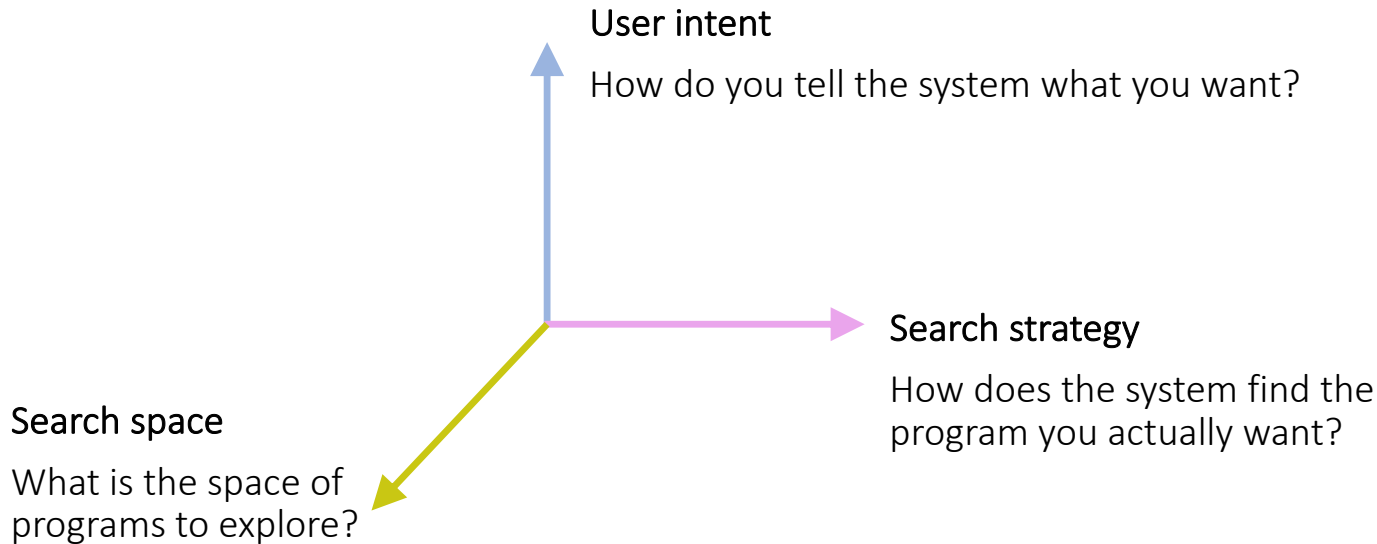 User intent
How do you tell the system what you want?
Search strategy
How does the system find the
program you actually want?
Search space
What is the space of
programs to explore?